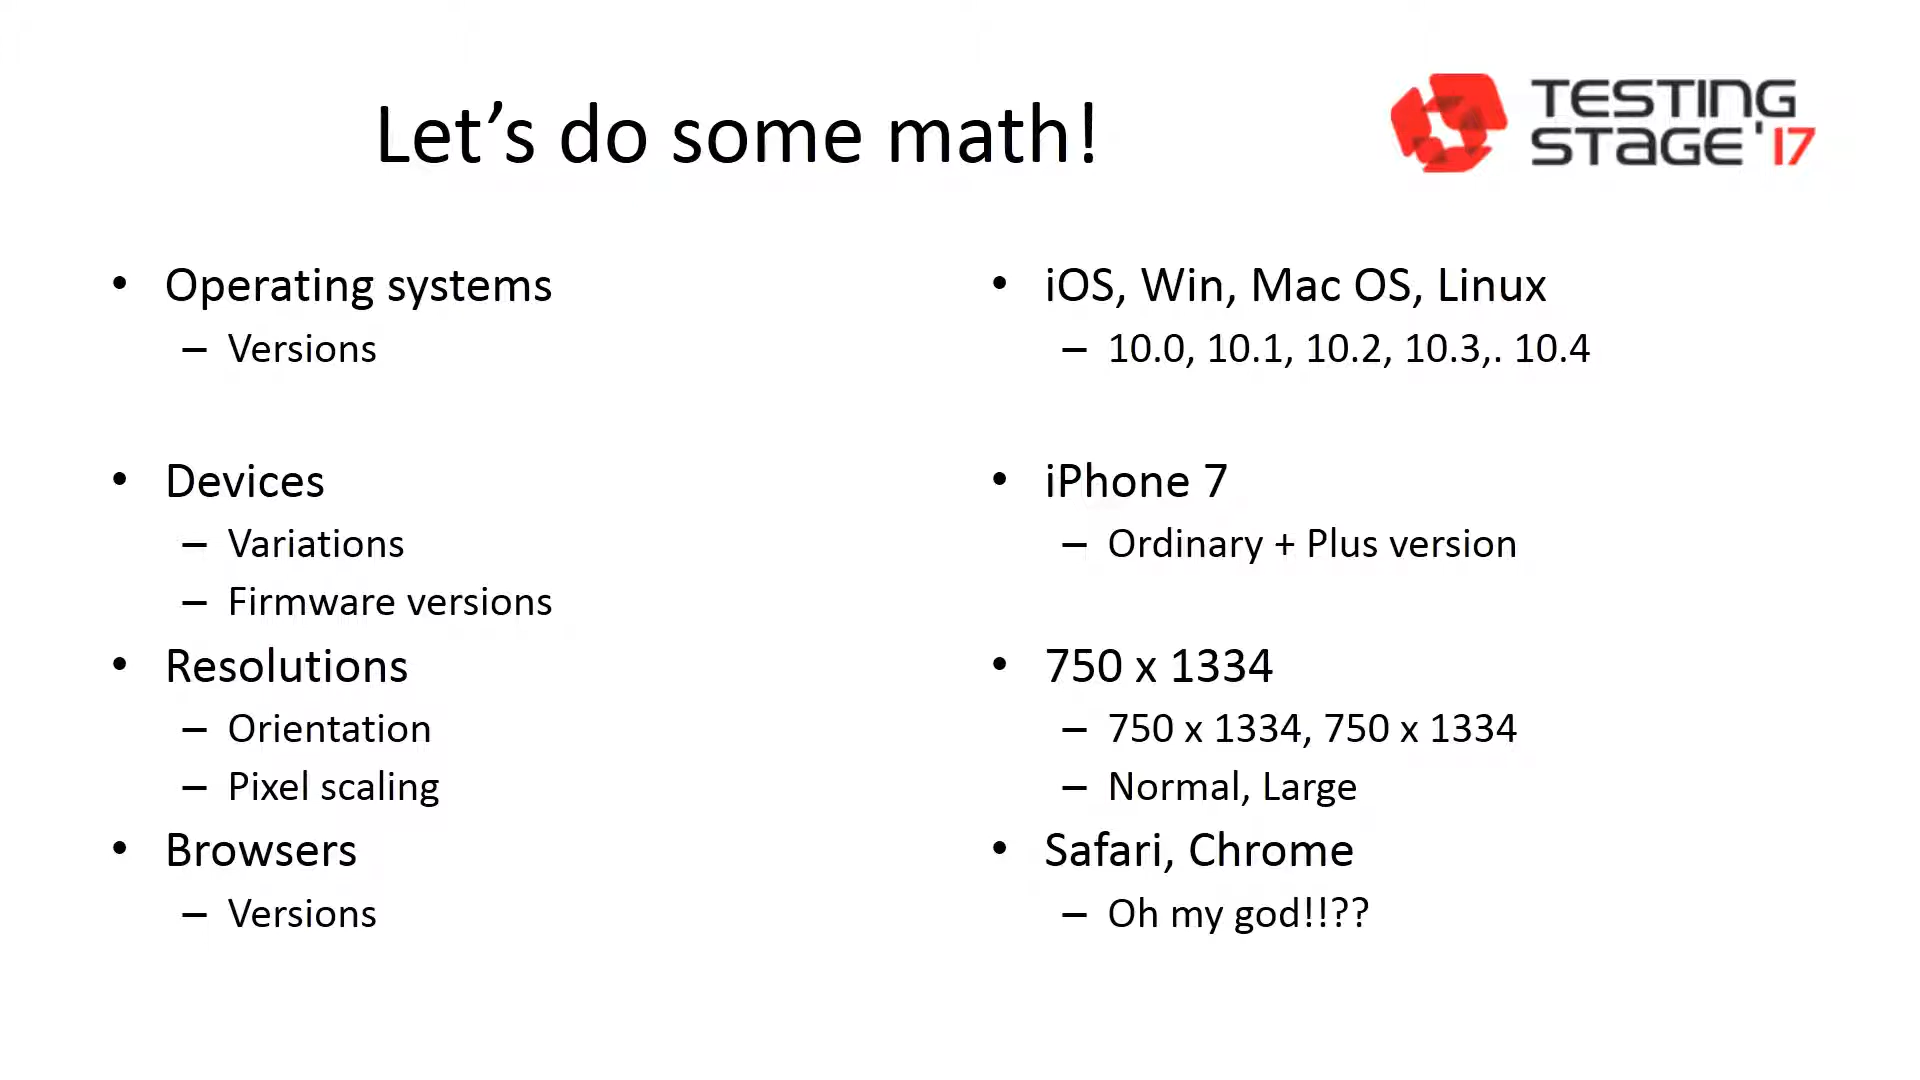 Let’s do some math!
TESTING
STAGE'17
• Operating systems
– Versions
• Devices
– Variations
– Firmware versions
• Resolutions
– Orientation
– Pixel scaling
• Browsers
– Versions
• iOS, Win, Mac OS, Linux
– 10.0, 10.1, 10.2, 10.3,. 10.4
• iPhone 7
– Ordinary + Plus version
• 750 x 1334
– 750 x 1334, 750 x 1334
– Normal, Large
• Safari, Chrome
– Oh my god!!??